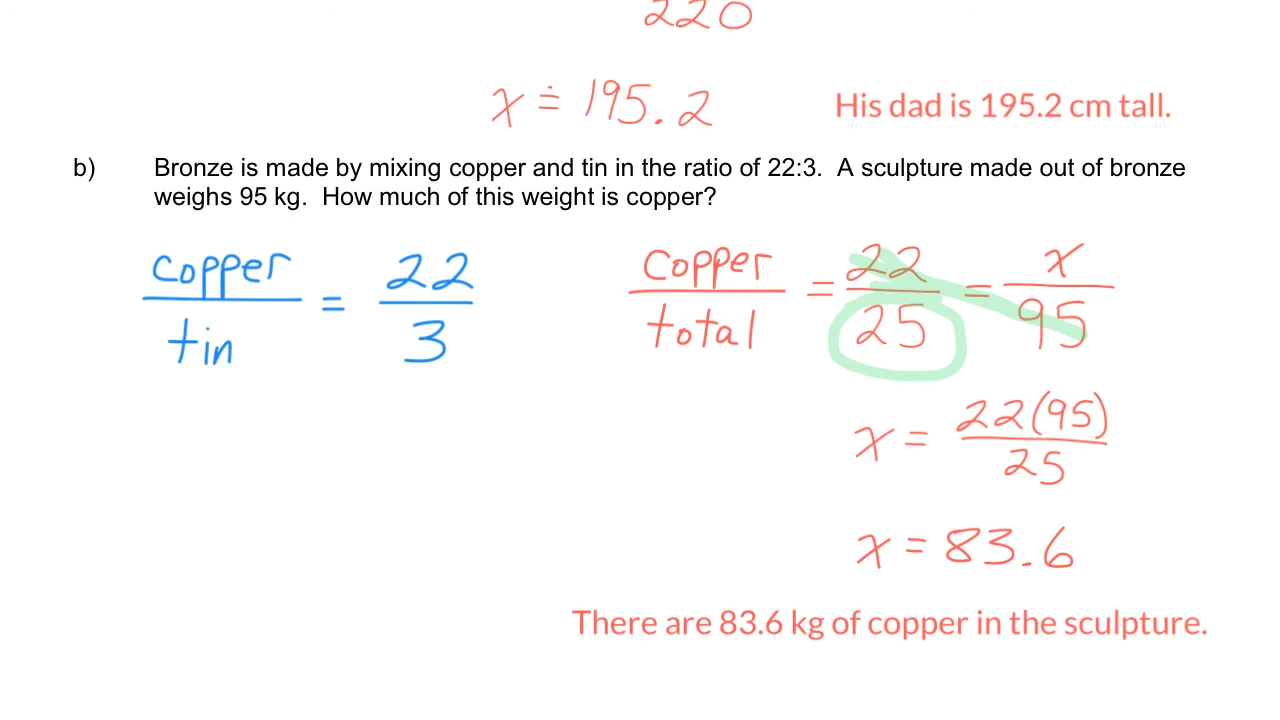 220
x ≐ 195.2
His dad is 195.2 cm tall.
b) Bronze is made by mixing copper and tin in the ratio of 22:3. A sculpture made out of bronze
weighs 95 kg. How much of this weight is copper?
copper/tin = 22/3
copper/total = 22/25 = x/95
x = 22(95)/25
x = 83.6
There are 83.6 kg of copper in the sculpture.